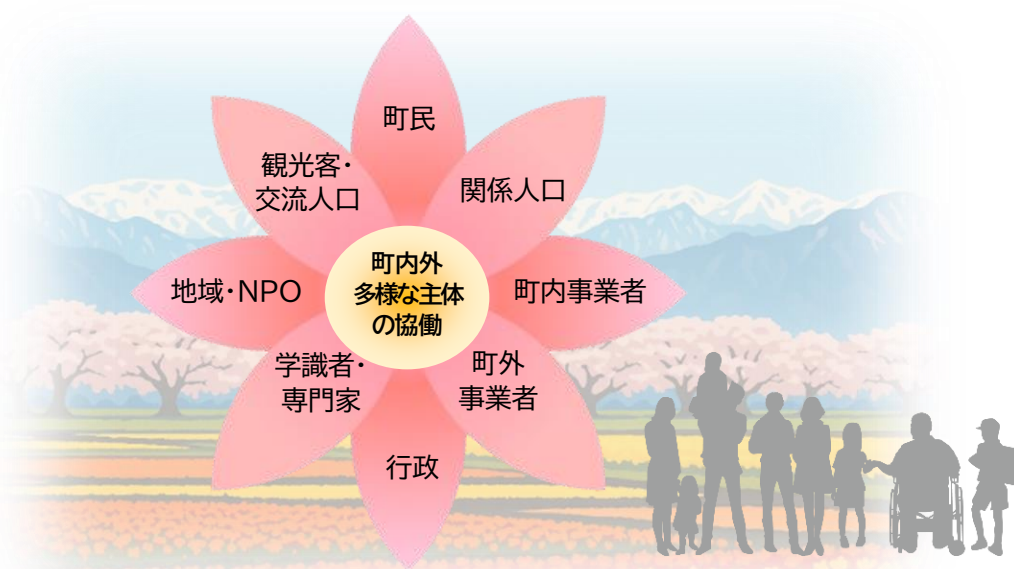 町民
観光客・
交流人口
関係人口
町内外
多様な主体
の協働
地域・NPO
町内事業者
学識者・
専門家
町外
事業者
行政